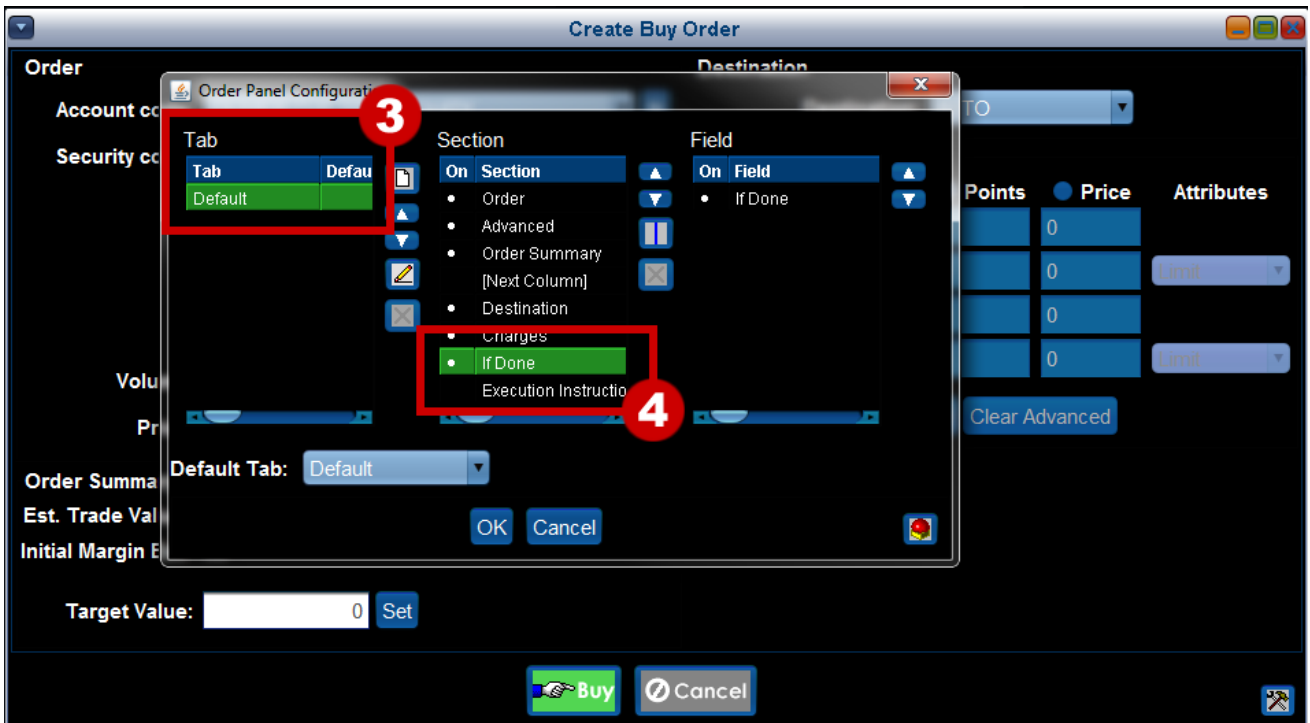 Create Buy Order
Order
Destination
Order Panel Configurati
3
Account co
TO
Tab
Section
Field
Security co
Tab Defau
On Section
On Field
Default
Order
If Done
Points Price Attributes
Advanced
0
Order Summary
[Next Column]
0
Limit
Destination
0
Charges
If Done
0
Limit
Execution Instructio
4
Volu
Pr
Clear Advanced
Default Tab: Default
Order Summa
Est. Trade Val
OK Cancel
Initial Margin E
Target Value: 0 Set
Buy Cancel